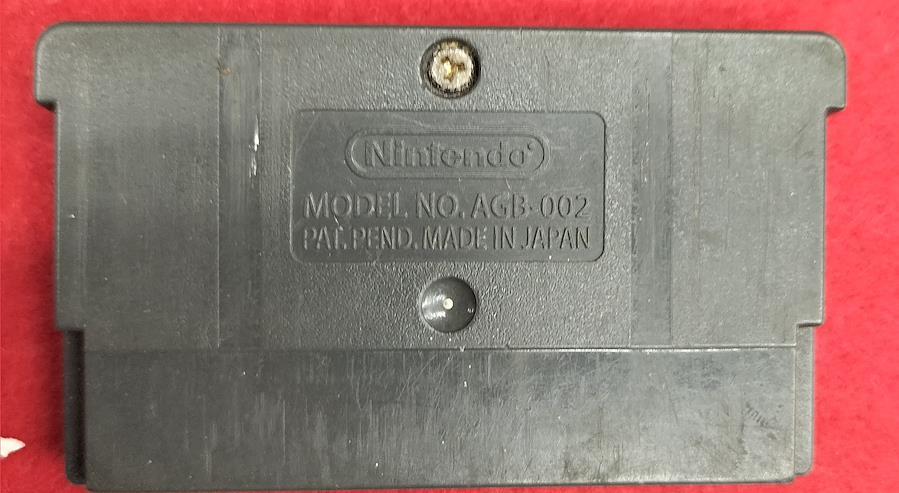 Nintendo
MODEL NO. AGB-002
PAT. PEND. MADE IN JAPAN